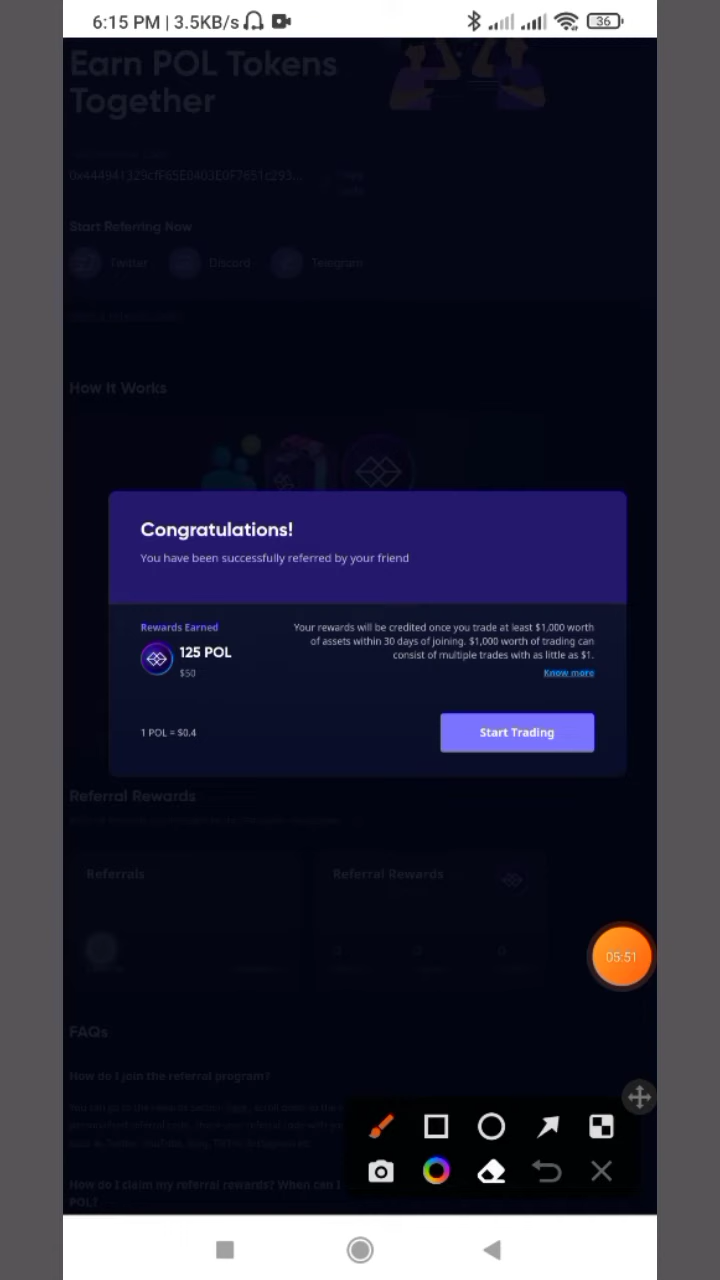 6:15 PM | 3.5KB/s
36
Earn POL Tokens
Together
Start Referring Now
Twitter
Discord
Telegram
How It Works
Congratulations!
You have been successfully referred by your friend
Rewards Earned
125 POL
$50
Your rewards will be credited once you trade at least $1,000 worth
of assets within 30 days of joining. $1,000 worth of trading can
consist of multiple trades with as little as $1.
Know more
1 POL = $0.4
Start Trading
Referral Rewards
Referrals
Referral Rewards
05:51
FAQs
How do I join the referral program?
How do I claim my referral rewards? When can I
POL?